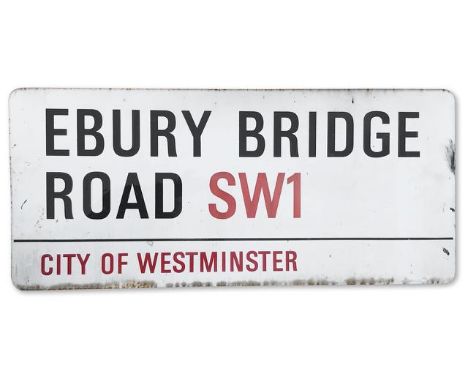 EBURY BRIDGE
ROAD SW1
CITY OF WESTMINSTER